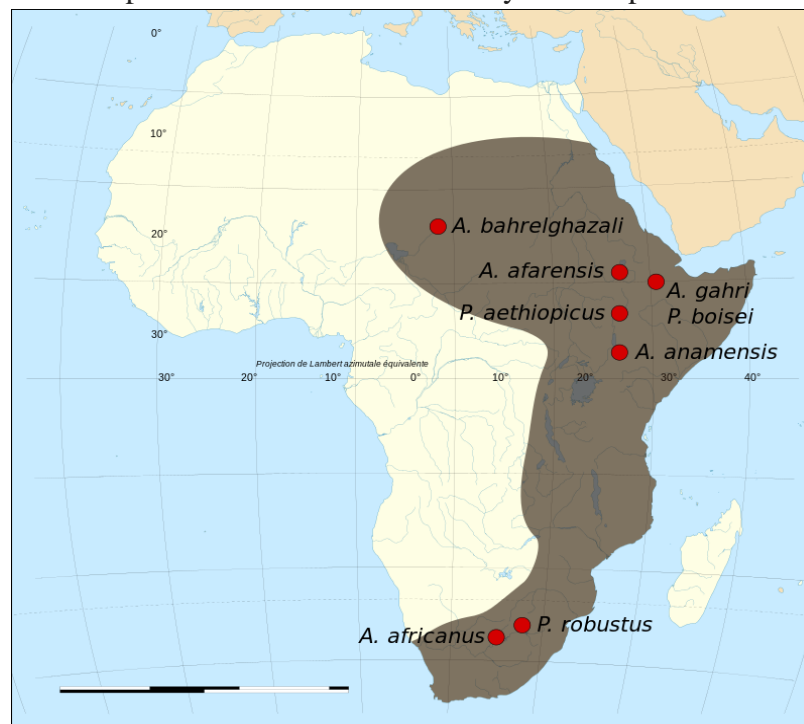 0°
10°
A. bahrelghazali
20°
A. afarensis
A. gahri
P. aethiopicus
P. boisei
30°
A. anamensis
Projection de Lambert azimutale équivalente
30°
20°
10°
0°
10°
20°
30°
40°
P. robustus
A. africanus